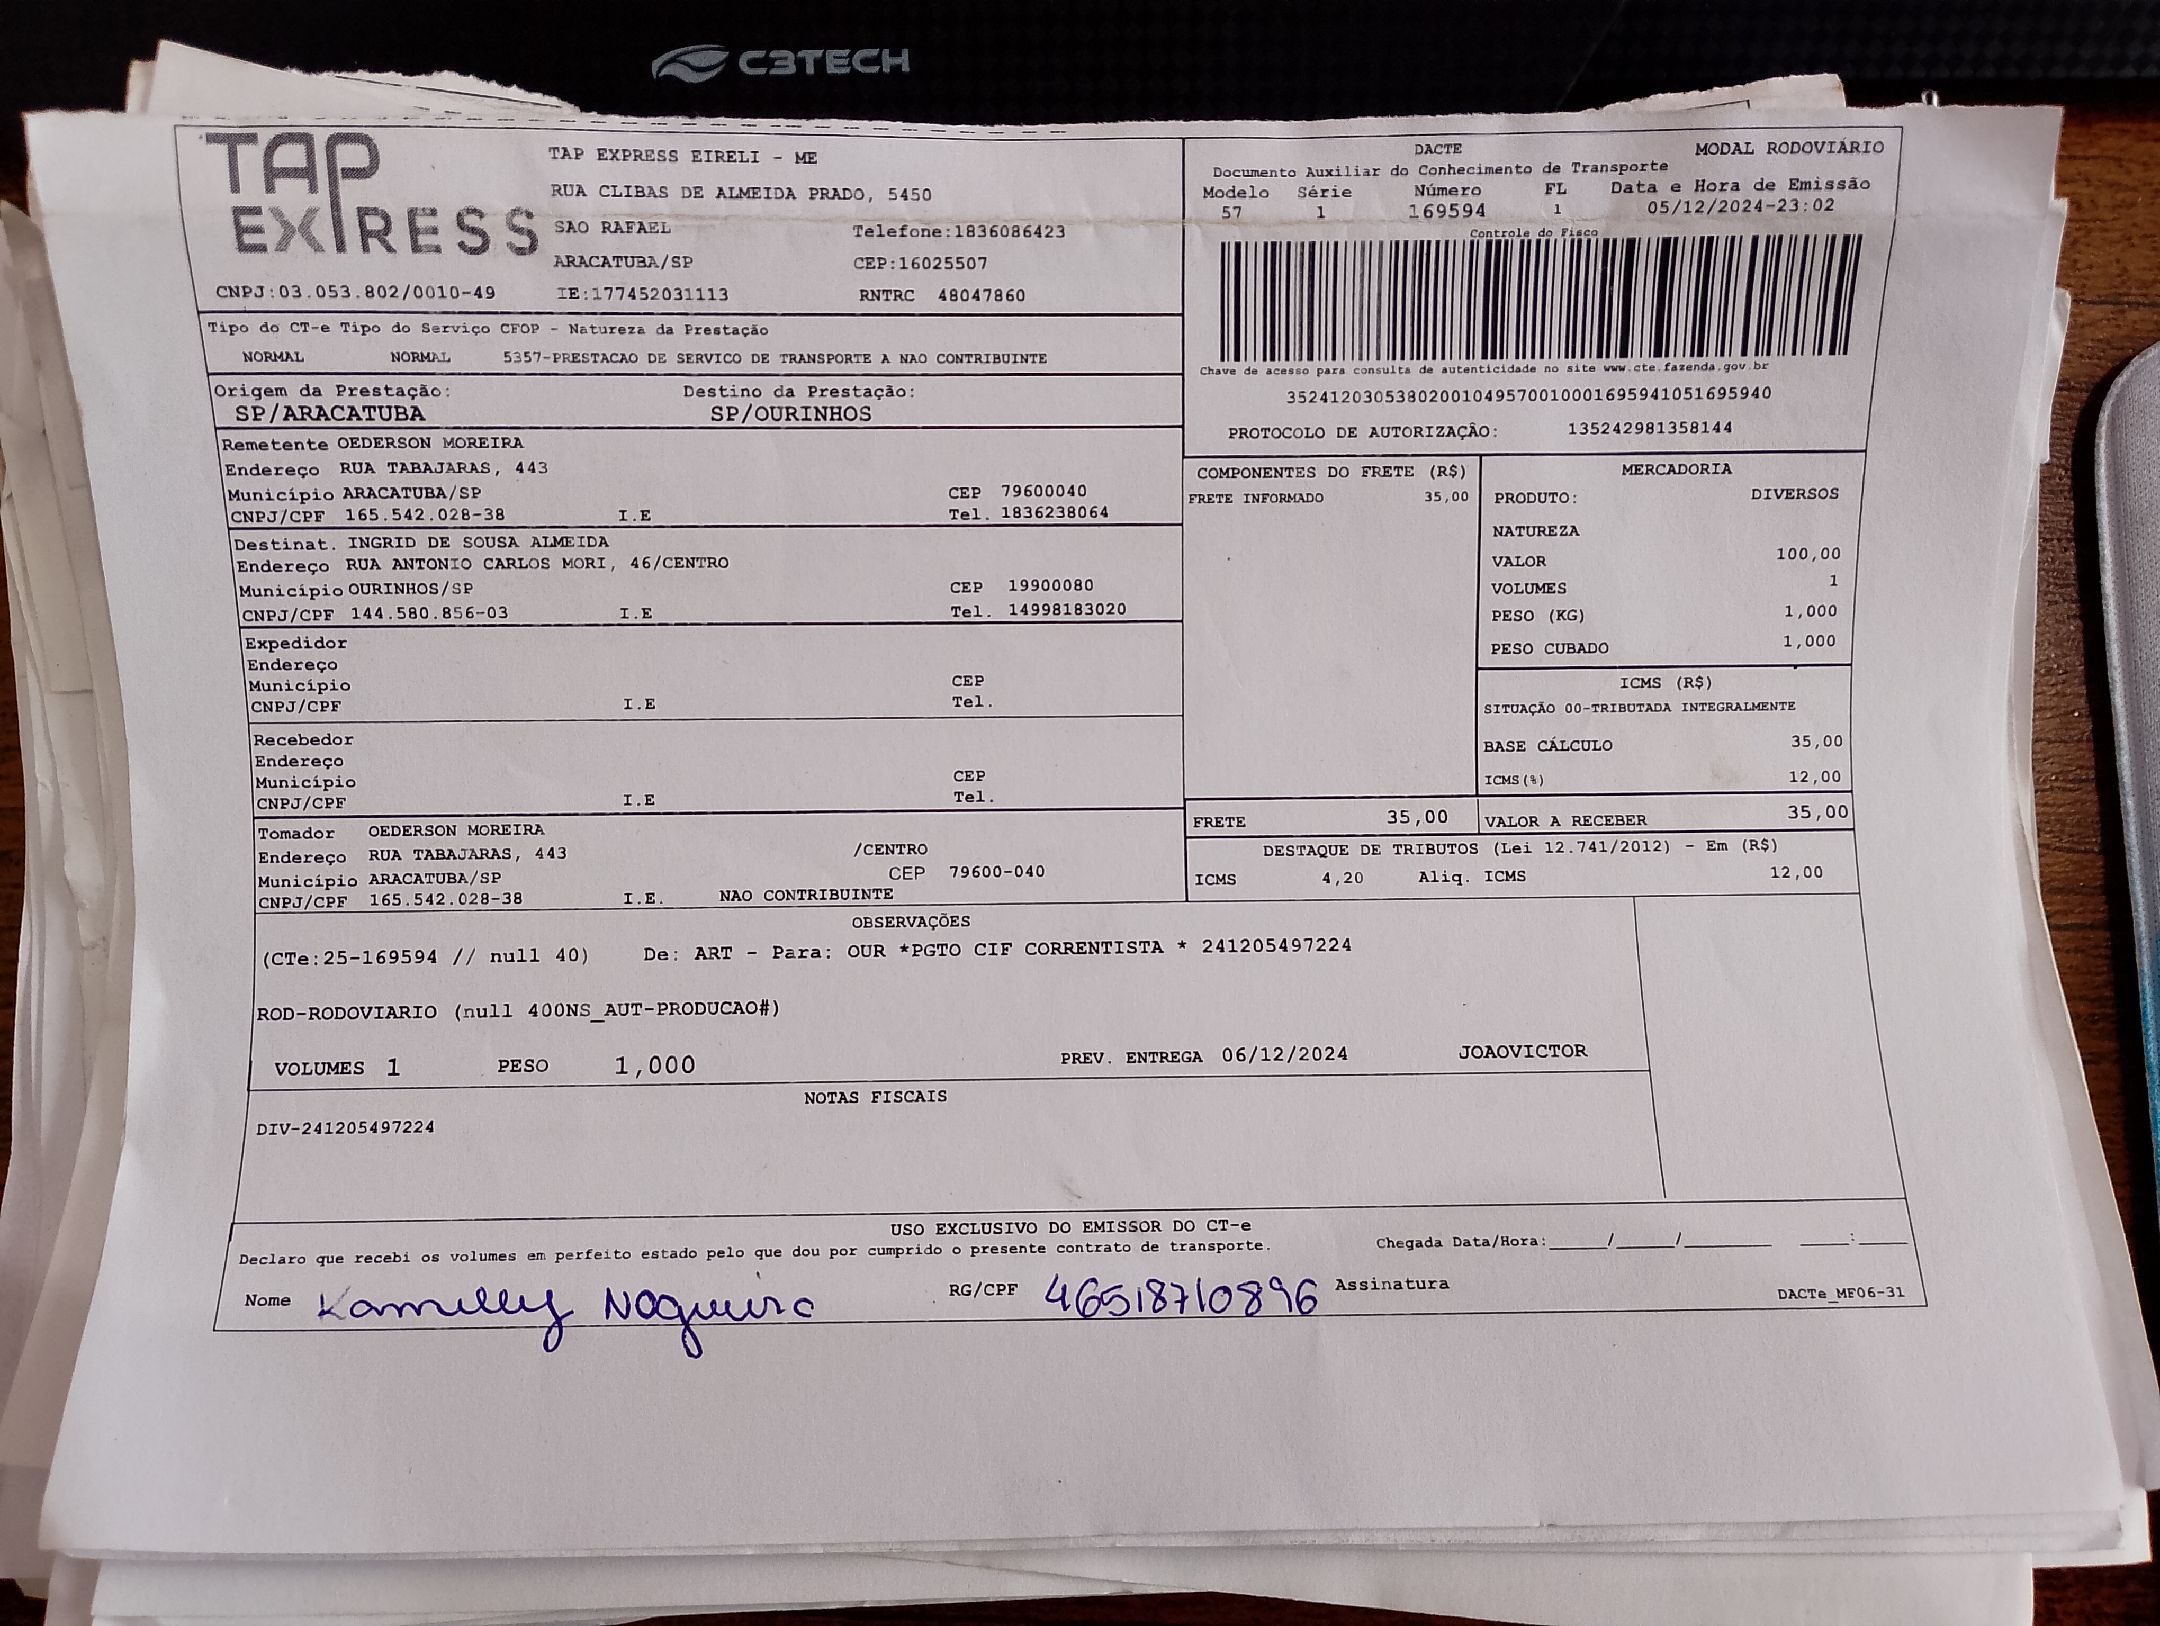 C3TECH
TAP EXPRESS
TAP EXPRESS EIRELI - ME
RUA CLIBAS DE ALMEIDA PRADO, 5450
SAO RAFAEL Telefone:1836086423
ARACATUBA/SP CEP:16025507
CNPJ:03.053.802/0010-49 IE:177452031113 RNTRC 48047860
DACTE MODAL RODOVIÁRIO
Documento Auxiliar do Conhecimento de Transporte
Modelo Série Número FL Data e Hora de Emissão
57 1 169594 1 05/12/2024-23:02
Controle do Fisco
Chave de acesso para consulta de autenticidade no site www.cte.fazenda.gov.br
35241203053802001049570010001695941051695940
PROTOCOLO DE AUTORIZAÇÃO: 135242981358144
Tipo do CT-e Tipo do Serviço CFOP - Natureza da Prestação
NORMAL NORMAL 5357-PRESTACAO DE SERVICO DE TRANSPORTE A NAO CONTRIBUINTE
Origem da Prestação: Destino da Prestação:
SP/ARACATUBA SP/OURINHOS
Remetente OEDERSON MOREIRA
Endereço RUA TABAJARAS, 443
Município ARACATUBA/SP CEP 79600040
CNPJ/CPF 165.542.028-38 I.E Tel. 1836238064
Destinat. INGRID DE SOUSA ALMEIDA
Endereço RUA ANTONIO CARLOS MORI, 46/CENTRO
Município OURINHOS/SP CEP 19900080
CNPJ/CPF 144.580.856-03 I.E Tel. 14998183020
Expedidor
Endereço
Município CEP
CNPJ/CPF I.E Tel.
Recebedor
Endereço
Município CEP
CNPJ/CPF I.E Tel.
Tomador OEDERSON MOREIRA
Endereço RUA TABAJARAS, 443 /CENTRO
Município ARACATUBA/SP CEP 79600-040
CNPJ/CPF 165.542.028-38 I.E. NAO CONTRIBUINTE
COMPONENTES DO FRETE (R$)
FRETE INFORMADO 35,00
MERCADORIA
PRODUTO: DIVERSOS
NATUREZA
VALOR 100,00
VOLUMES 1
PESO (KG) 1,000
PESO CUBADO 1,000
ICMS (R$)
SITUAÇÃO 00-TRIBUTADA INTEGRALMENTE
BASE CÁLCULO 35,00
ICMS(%) 12,00
FRETE 35,00 VALOR A RECEBER 35,00
DESTAQUE DE TRIBUTOS (Lei 12.741/2012) - Em (R$)
ICMS 4,20 Aliq. ICMS 12,00
OBSERVAÇÕES
(CTe:25-169594 // null 40) De: ART - Para: OUR *PGTO CIF CORRENTISTA * 241205497224
ROD-RODOVIARIO (null 400NS_AUT-PRODUCAO#)
VOLUMES 1 PESO 1,000 PREV. ENTREGA 06/12/2024 JOAOVICTOR
NOTAS FISCAIS
DIV-241205497224
USO EXCLUSIVO DO EMISSOR DO CT-e
Declaro que recebi os volumes em perfeito estado pelo que dou por cumprido o presente contrato de transporte. Chegada Data/Hora:_____/_____/________ ____:____
Nome Kamilly Nogueira RG/CPF 46518710896 Assinatura
DACTe_MF06-31